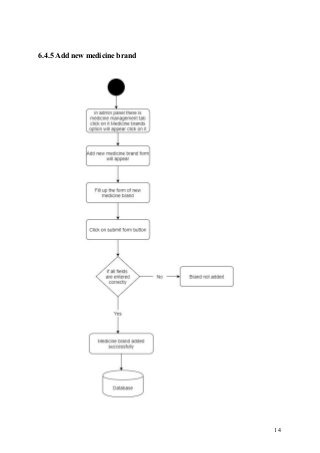 6.4.5 Add new medicine brand
In admin panel there is
medicine management tab
click on it Medicine brands
option will appear click on it
Add new medicine brand form
will appear
Fill up the form of new
medicine brand
Click on submit form button
if all fields
are entered
correctly
No
Brand not added
Yes
Medicine brand added
successfully
Database
14